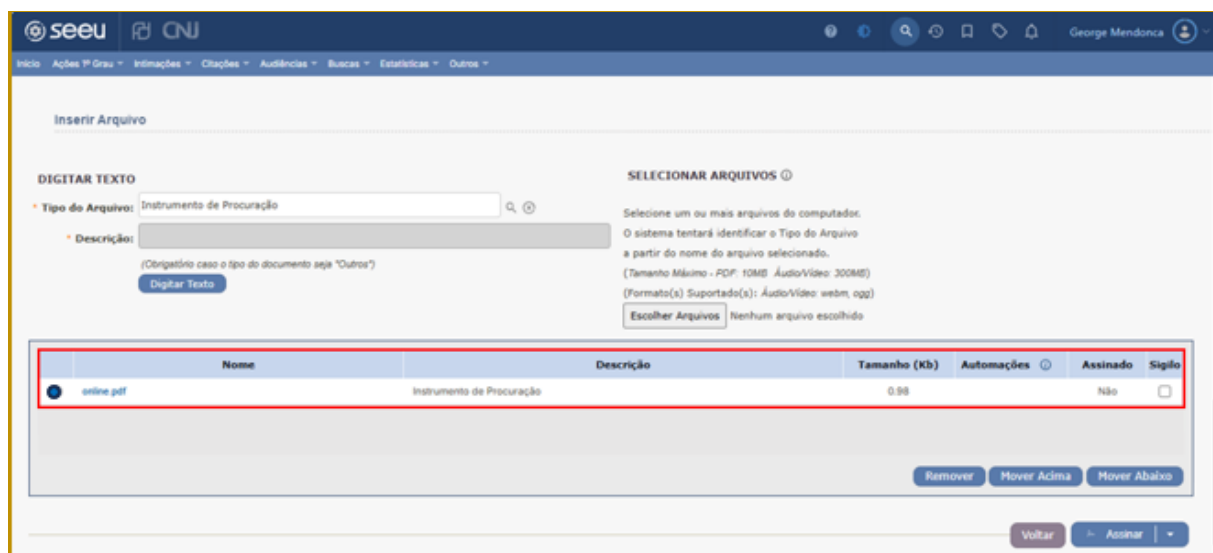 seeu CNJ George Mendonca
Início Ações 1º Grau Intimações Citações Audiências Buscas Estatísticas Outros
Inserir Arquivo
DIGITAR TEXTO
* Tipo do Arquivo: Instrumento de Procuração
* Descrição:
(Obrigatório caso o tipo do documento seja "Outros")
Digitar Texto
SELECIONAR ARQUIVOS
Selecione um ou mais arquivos do computador.
O sistema tentará identificar o Tipo do Arquivo
a partir do nome do arquivo selecionado.
(Tamanho Máximo - PDF: 10MB Áudio/Vídeo: 300MB)
(Formato(s) Suportado(s): Áudio/Vídeo: webm, ogg)
Escolher Arquivos Nenhum arquivo escolhido
Nome Descrição Tamanho (Kb) Automações Assinado Sigilo
online.pdf Instrumento de Procuração 0.98 Não
Remover Mover Acima Mover Abaixo
Voltar Assinar